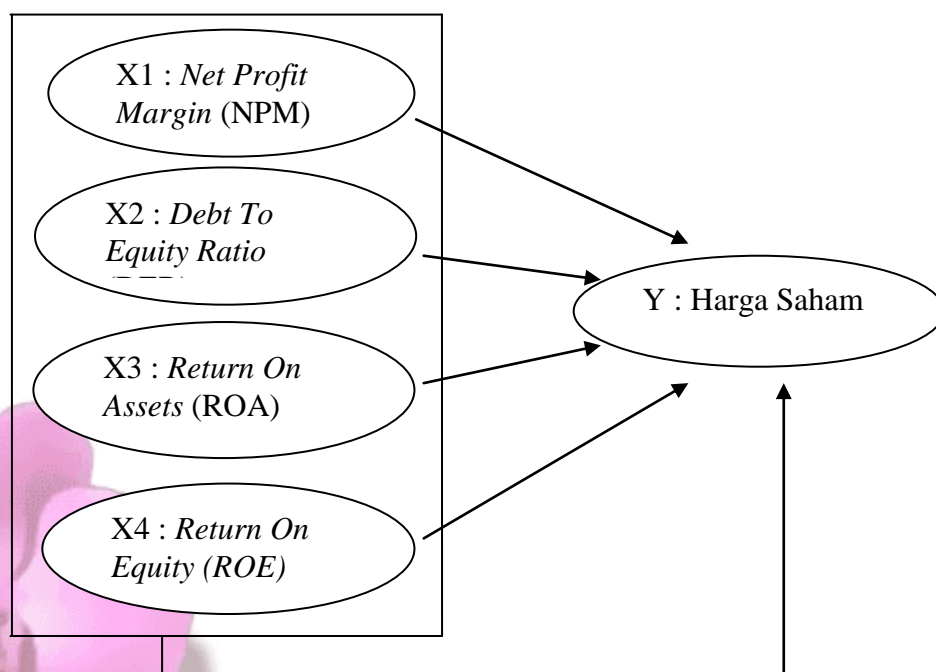 X1 : Net Profit
Margin (NPM)
X2 : Debt To
Equity Ratio
X3 : Return On
Assets (ROA)
X4 : Return On
Equity (ROE)
Y : Harga Saham